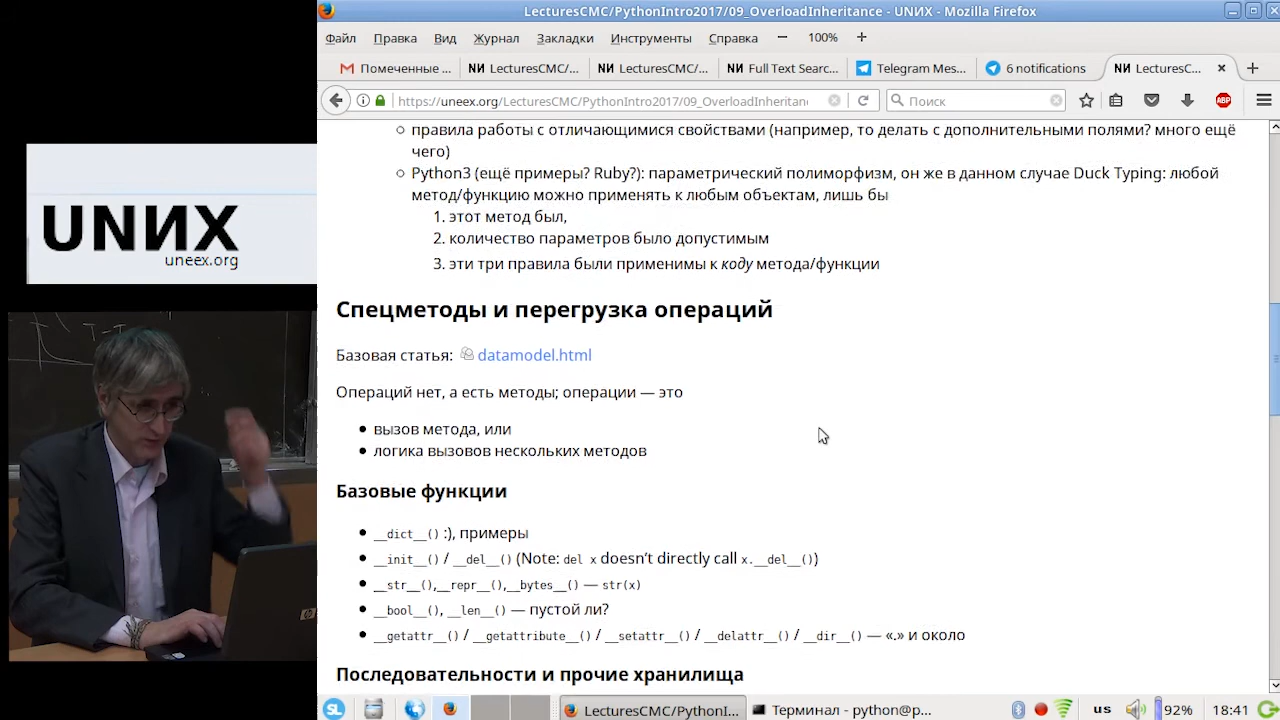 LecturesCMC/PythonIntro2017/09_OverloadInheritance - UNИX - Mozilla Firefox
Файл Правка Вид Журнал Закладки Инструменты Справка − 100% +
Помеченные ... NИ LecturesCMC/... NИ LecturesCMC/... NИ Full Text Searc... Telegram Mes... 6 notifications NИ LecturesC...
https://uneex.org/LecturesCMC/PythonIntro2017/09_OverloadInheritanc Поиск ABP
правила работы с отличающимися свойствами (например, то делать с дополнительными полями? много ещё
чего)
Python3 (ещё примеры? Ruby?): параметрический полиморфизм, он же в данном случае Duck Typing: любой
метод/функцию можно применять к любым объектам, лишь бы
1. этот метод был,
2. количество параметров было допустимым
3. эти три правила были применимы к коду метода/функции
UNИX
uneex.org
Спецметоды и перегрузка операций
Базовая статья: datamodel.html
Операций нет, а есть методы; операции — это
• вызов метода, или
• логика вызовов нескольких методов
Базовые функции
• __dict__() :), примеры
• __init__() / __del__() (Note: del x doesn’t directly call x.__del__())
• __str__(),__repr__(),__bytes__() — str(x)
• __bool__(), __len__() — пустой ли?
• __getattr__() / __getattribute__() / __setattr__() / __delattr__() / __dir__() — «.» и около
Последовательности и прочие хранилища
LecturesCMC/PythonI... Терминал - python@p... us 92% 18:41